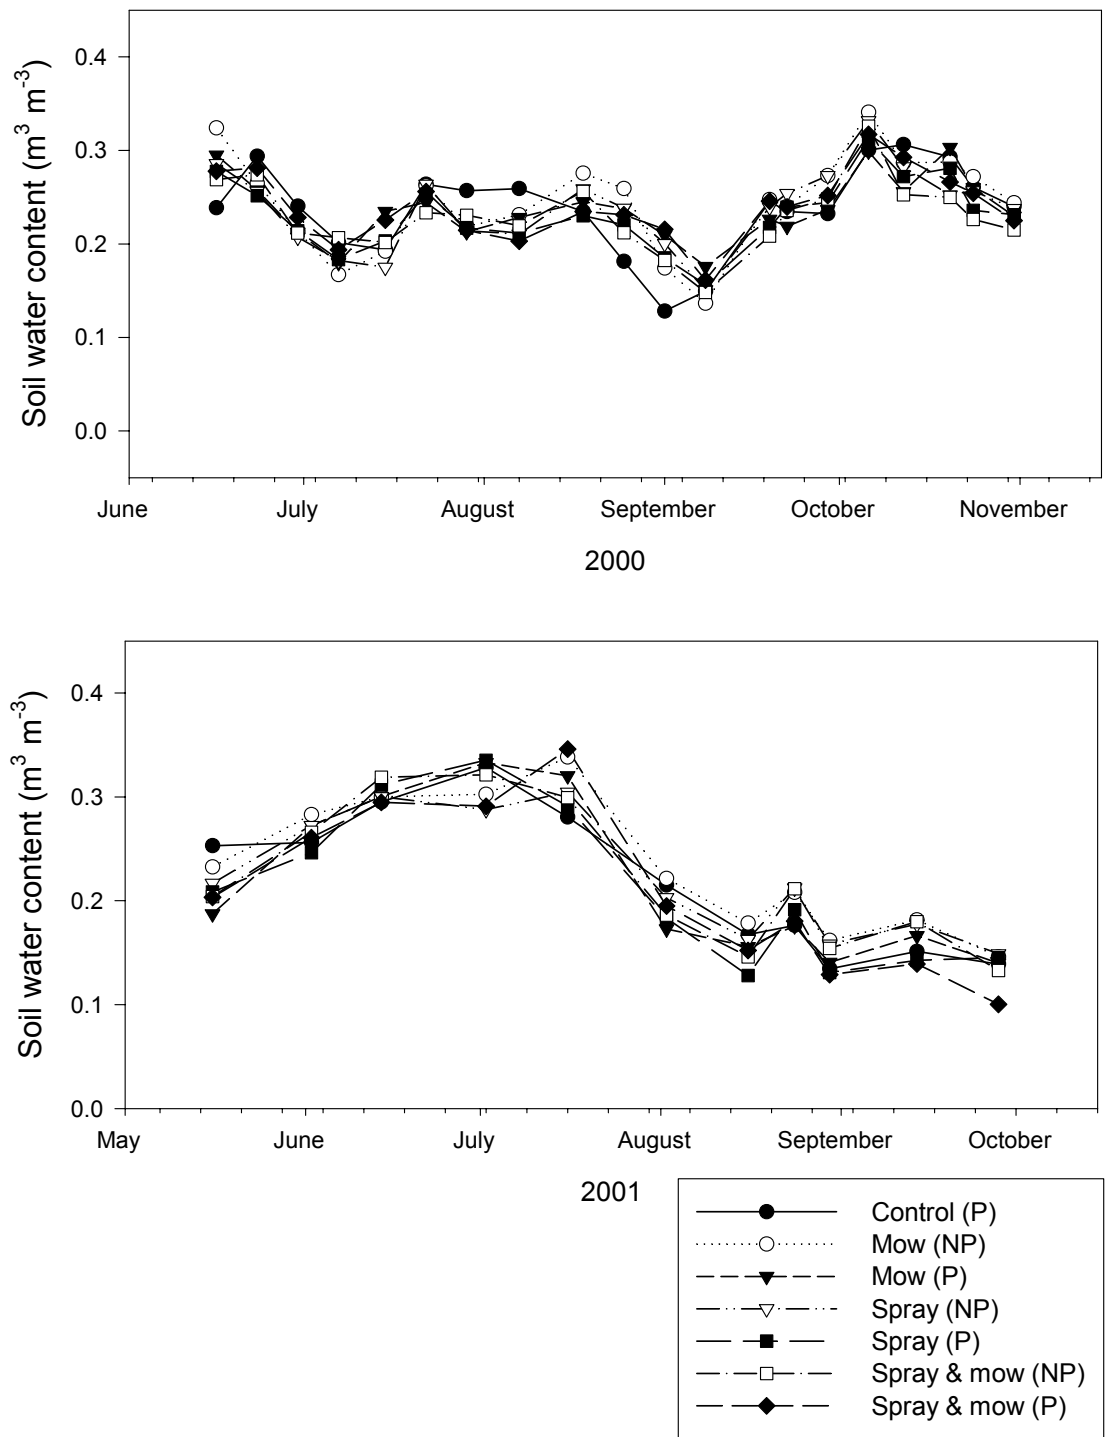 Soil water content (m³ m⁻³)
0.4
0.3
0.2
0.1
0.0
June July August September October November
2000
Soil water content (m³ m⁻³)
0.4
0.3
0.2
0.1
0.0
May June July August September October
2001
Control (P)
Mow (NP)
Mow (P)
Spray (NP)
Spray (P)
Spray & mow (NP)
Spray & mow (P)